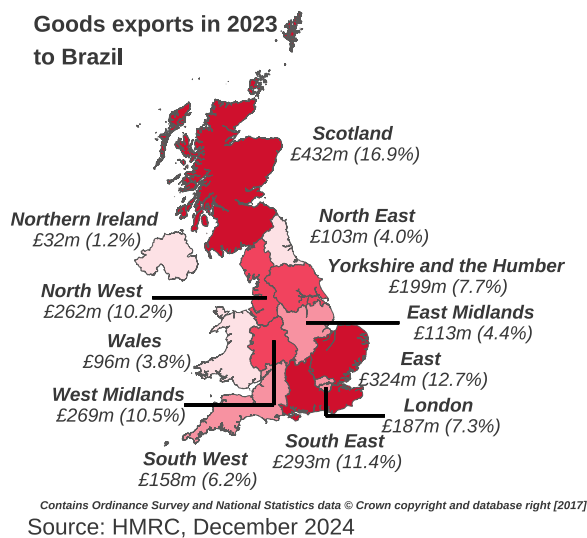 Goods exports in 2023
to Brazil
Scotland
£432m (16.9%)
Northern Ireland
£32m (1.2%)
North East
£103m (4.0%)
Yorkshire and the Humber
£199m (7.7%)
North West
£262m (10.2%)
East Midlands
£113m (4.4%)
Wales
£96m (3.8%)
East
£324m (12.7%)
West Midlands
£269m (10.5%)
London
£187m (7.3%)
South East
£293m (11.4%)
South West
£158m (6.2%)
Contains Ordinance Survey and National Statistics data © Crown copyright and database right [2017]
Source: HMRC, December 2024